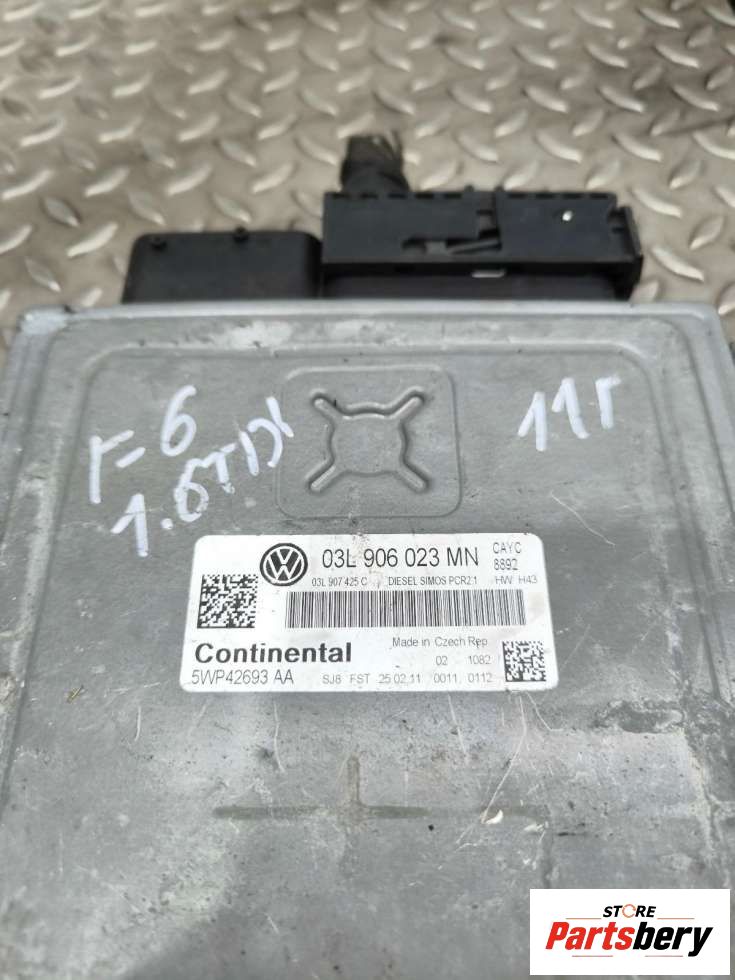 Г-6
1.6TDI
11г
03L 906 023 MN
CAYC
8892
03L 907 425 C DIESEL SIMOS PCR2.1 HW H43
Continental
Made in Czech Rep
02 1082
5WP42693 AA
SJ8 FST 25.02.11 0011 0112
STORE
Partsbery